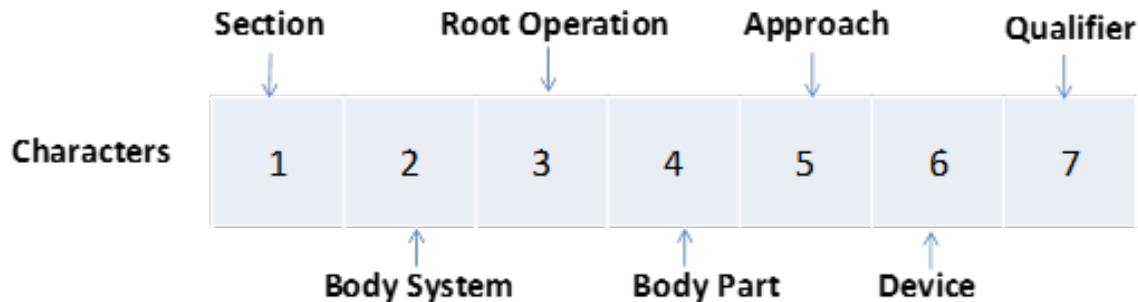 Section Root Operation Approach Qualifier
Characters 1 2 3 4 5 6 7
Body System Body Part Device